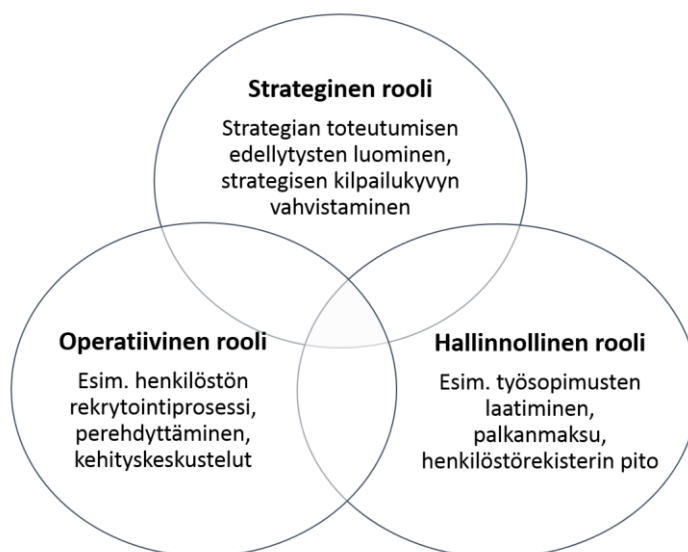 Strateginen rooli
Strategian toteutumisen
edellytysten luominen,
strategisen kilpailukyvyn
vahvistaminen
Operatiivinen rooli
Esim. henkilöstön
rekrytointiprosessi,
perehdyttäminen,
kehityskeskustelut
Hallinnollinen rooli
Esim. työsopimusten
laatiminen,
palkanmaksu,
henkilöstörekisterin pito